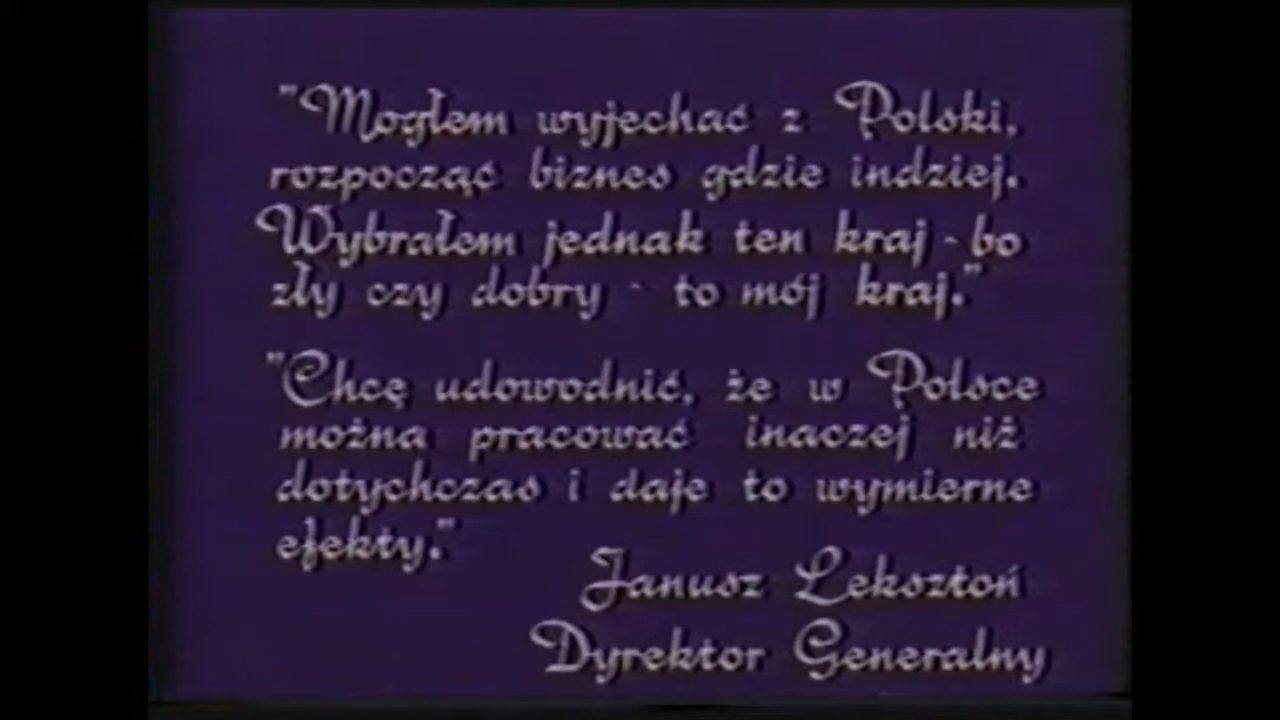 "Mogłem wyjechać z Polski,
rozpocząć biznes gdzie indziej.
Wybrałem jednak ten kraj - bo
zły czy dobry - to mój kraj."
"Chcę udowodnić, że w Polsce
można pracować inaczej niż
dotychczas i daje to wymierne
efekty."
Janusz Leksztoń
Dyrektor Generalny